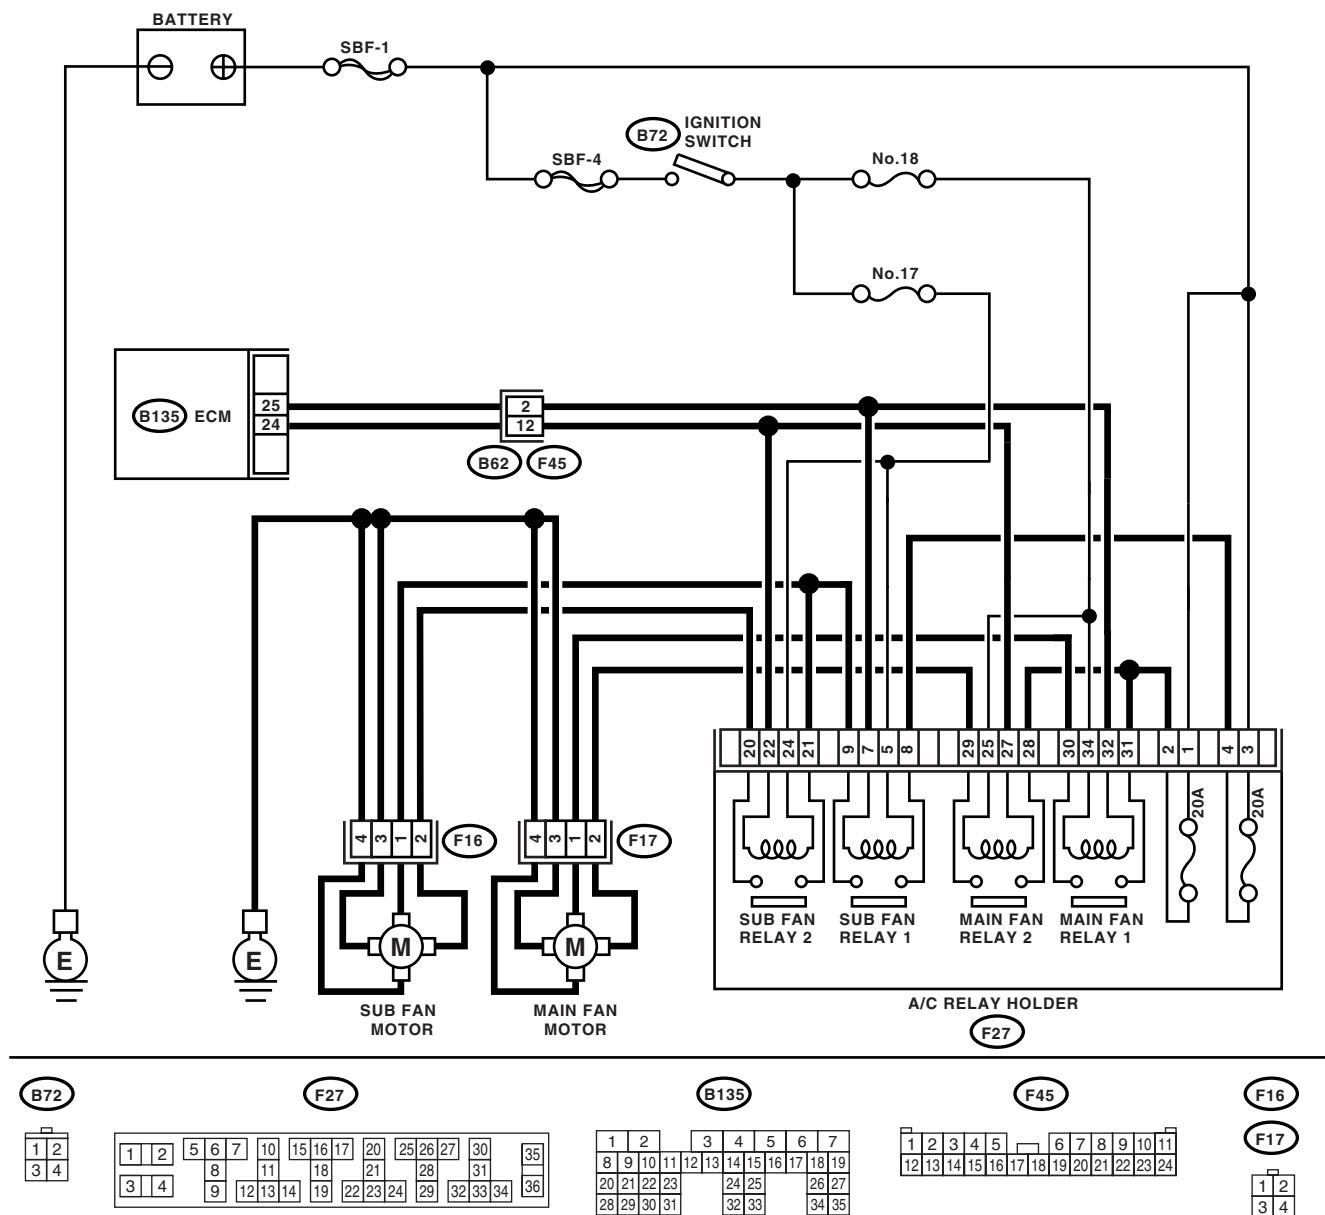 BATTERY
SBF-1
B72
IGNITION
SWITCH
SBF-4
No.18
No.17
B135
ECM
25
24
2
12
B62
F45
20
22
24
21
9
7
5
8
29
25
27
28
30
34
32
31
2
1
4
3
4
3
1
2
F16
4
3
1
2
F17
20A
20A
SUB FAN
RELAY 2
SUB FAN
RELAY 1
MAIN FAN
RELAY 2
MAIN FAN
RELAY 1
E
E
M
M
SUB FAN
MOTOR
MAIN FAN
MOTOR
A/C RELAY HOLDER
F27
B72
1 2
3 4
F27
1 2 5 6 7 10 15 16 17 20 25 26 27 30 35
8 11 18 21 28 31
3 4 9 12 13 14 19 22 23 24 29 32 33 34 36
B135
1 2 3 4 5 6 7
8 9 10 11 12 13 14 15 16 17 18 19
20 21 22 23 24 25 26 27
28 29 30 31 32 33 34 35
F45
1 2 3 4 5 6 7 8 9 10 11
12 13 14 15 16 17 18 19 20 21 22 23 24
F16
F17
1 2
3 4